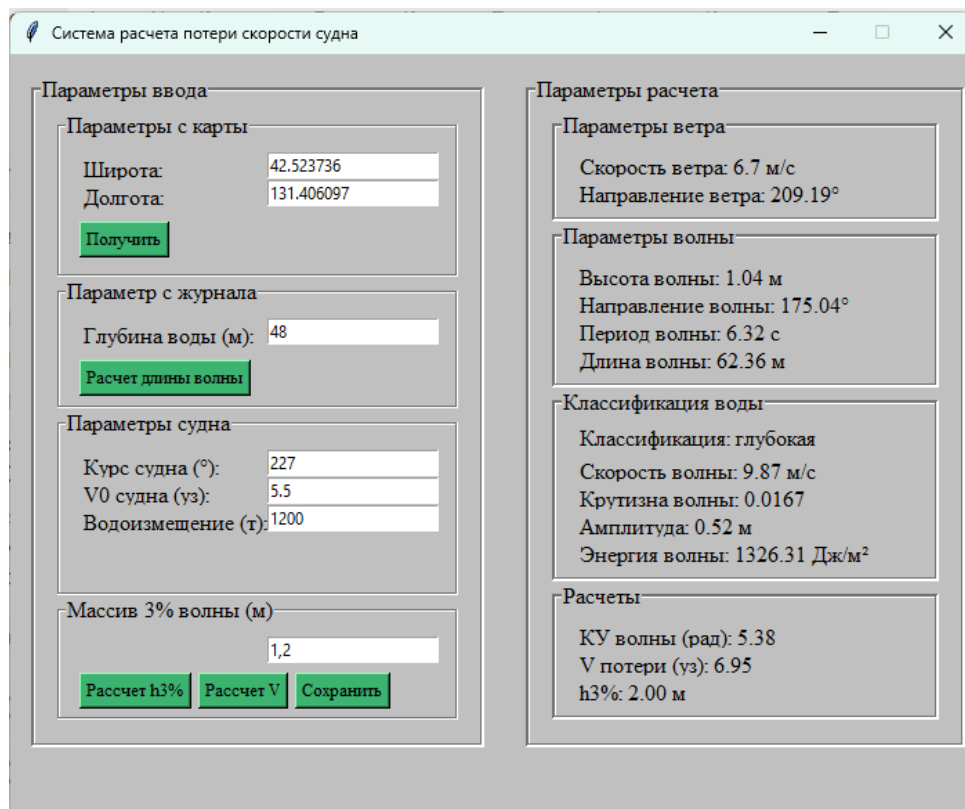 Система расчета потери скорости судна
Параметры ввода
Параметры с карты
Широта: 42.523736
Долгота: 131.406097
Получить
Параметр с журнала
Глубина воды (м): 48
Расчет длины волны
Параметры судна
Курс судна (°): 227
V0 судна (уз): 5.5
Водоизмещение (т): 1200
Массив 3% волны (м)
1,2
Рассчет h3% Рассчет V Сохранить
Параметры расчета
Параметры ветра
Скорость ветра: 6.7 м/с
Направление ветра: 209.19°
Параметры волны
Высота волны: 1.04 м
Направление волны: 175.04°
Период волны: 6.32 с
Длина волны: 62.36 м
Классификация воды
Классификация: глубокая
Скорость волны: 9.87 м/с
Крутизна волны: 0.0167
Амплитуда: 0.52 м
Энергия волны: 1326.31 Дж/м²
Расчеты
КУ волны (рад): 5.38
V потери (уз): 6.95
h3%: 2.00 м